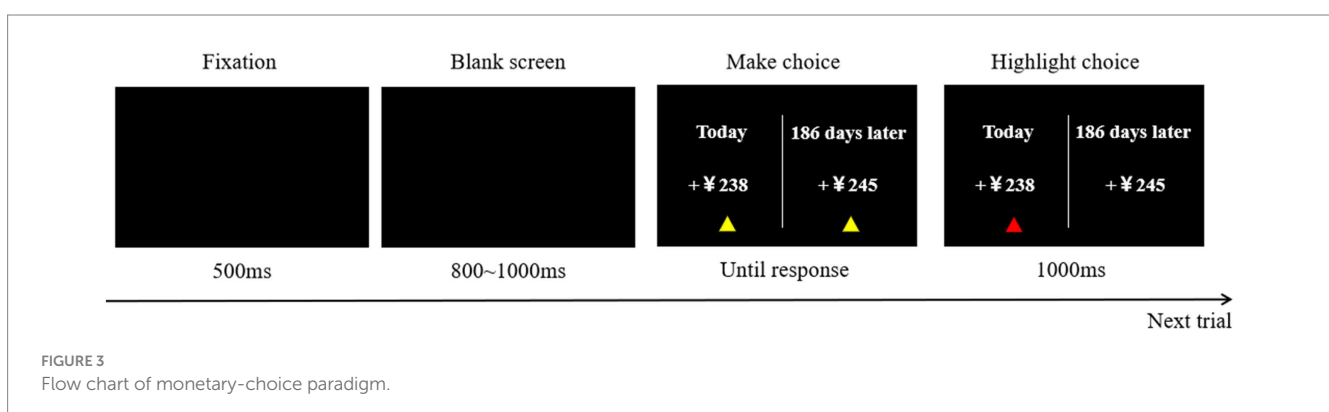 Fixation
Blank screen
Make choice
Highlight choice
Today
186 days later
+¥238
+¥245
Today
186 days later
+¥238
+¥245
500ms
800~1000ms
Until response
1000ms
Next trial
FIGURE 3
Flow chart of monetary-choice paradigm.